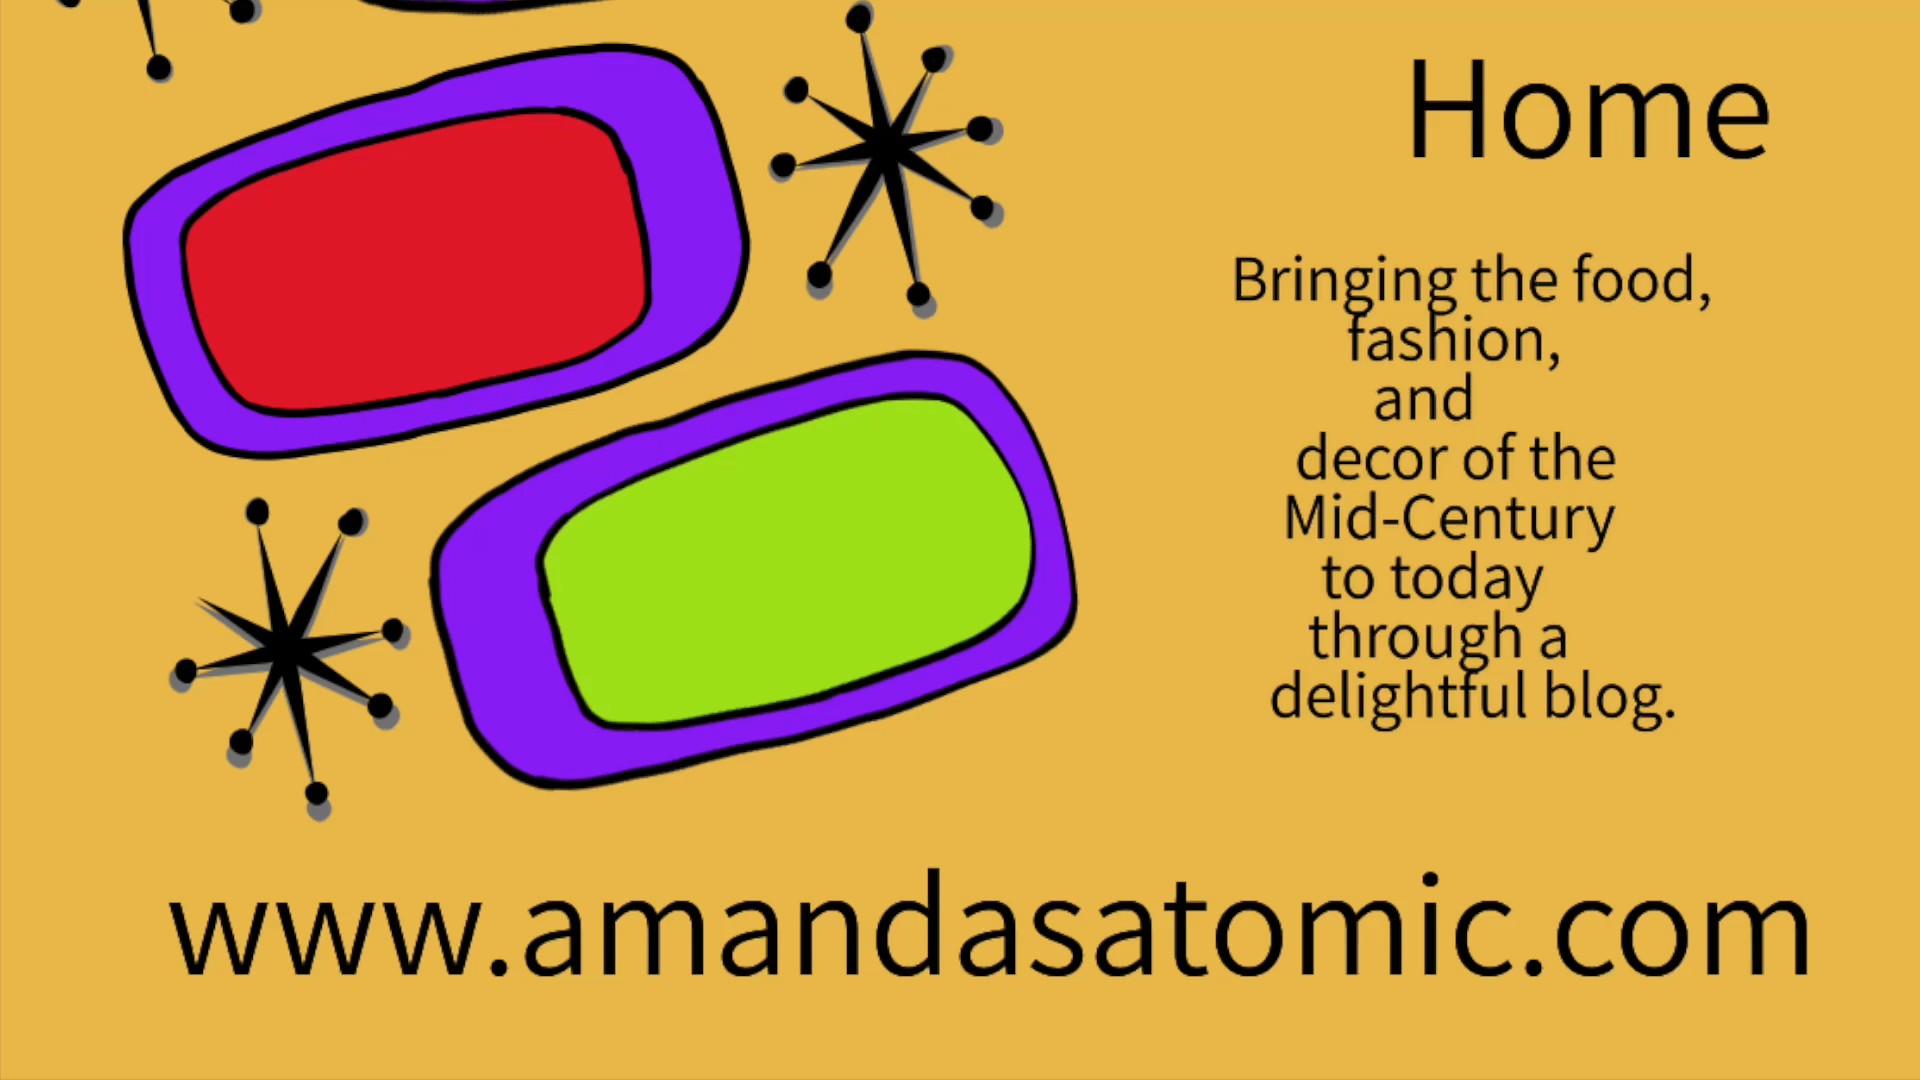 Home
Bringing the food,
fashion,
and
decor of the
Mid-Century
to today
through a
delightful blog.
www.amandasatomic.com